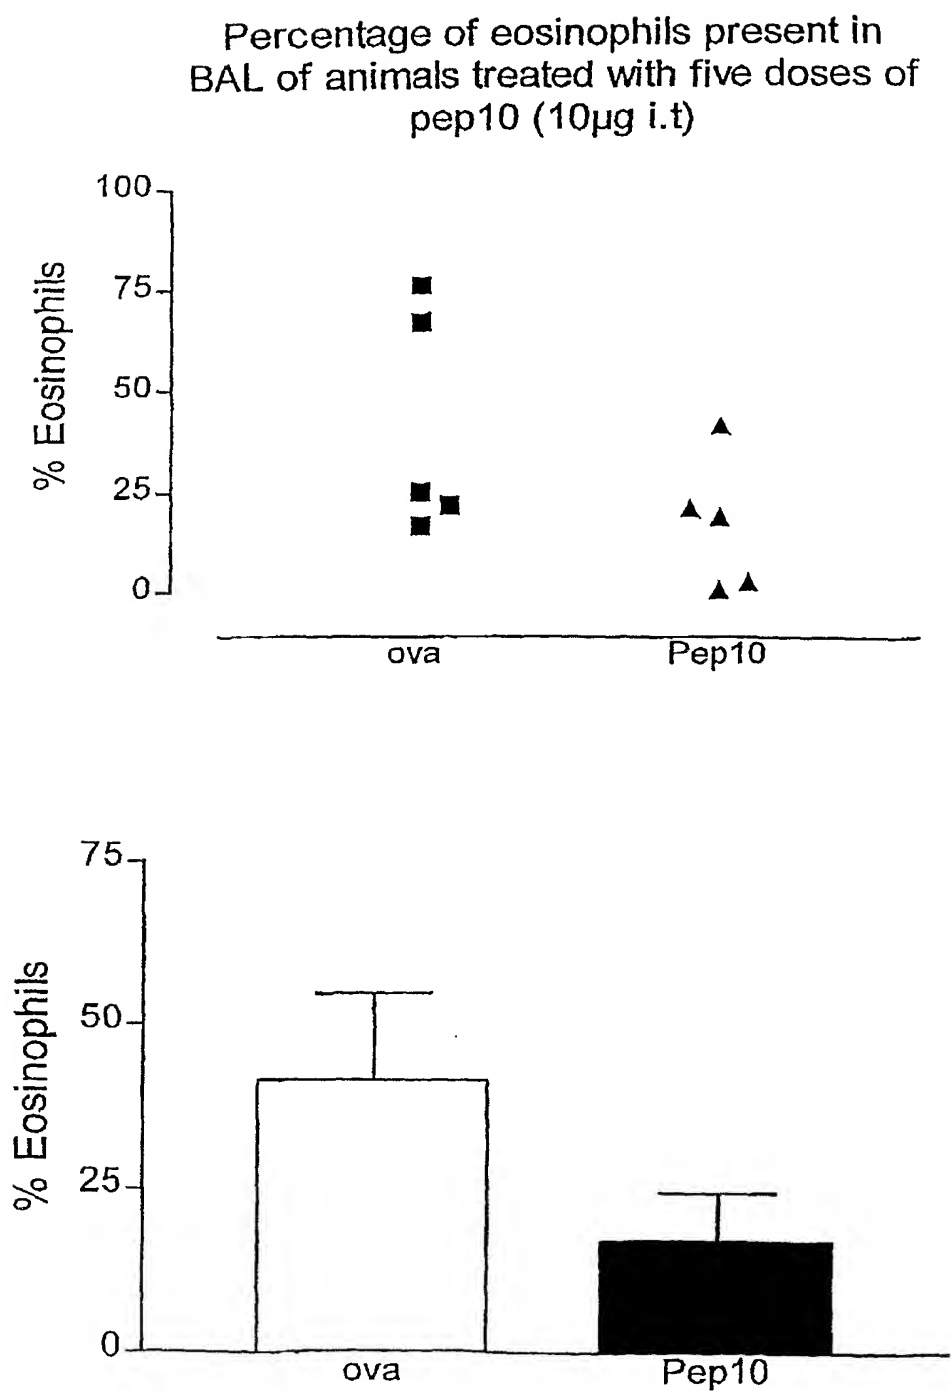 Percentage of eosinophils present in
BAL of animals treated with five doses of
pep10 (10µg i.t)
100
75
50
25
0
% Eosinophils
ova Pep10
75
50
25
0
% Eosinophils
ova Pep10